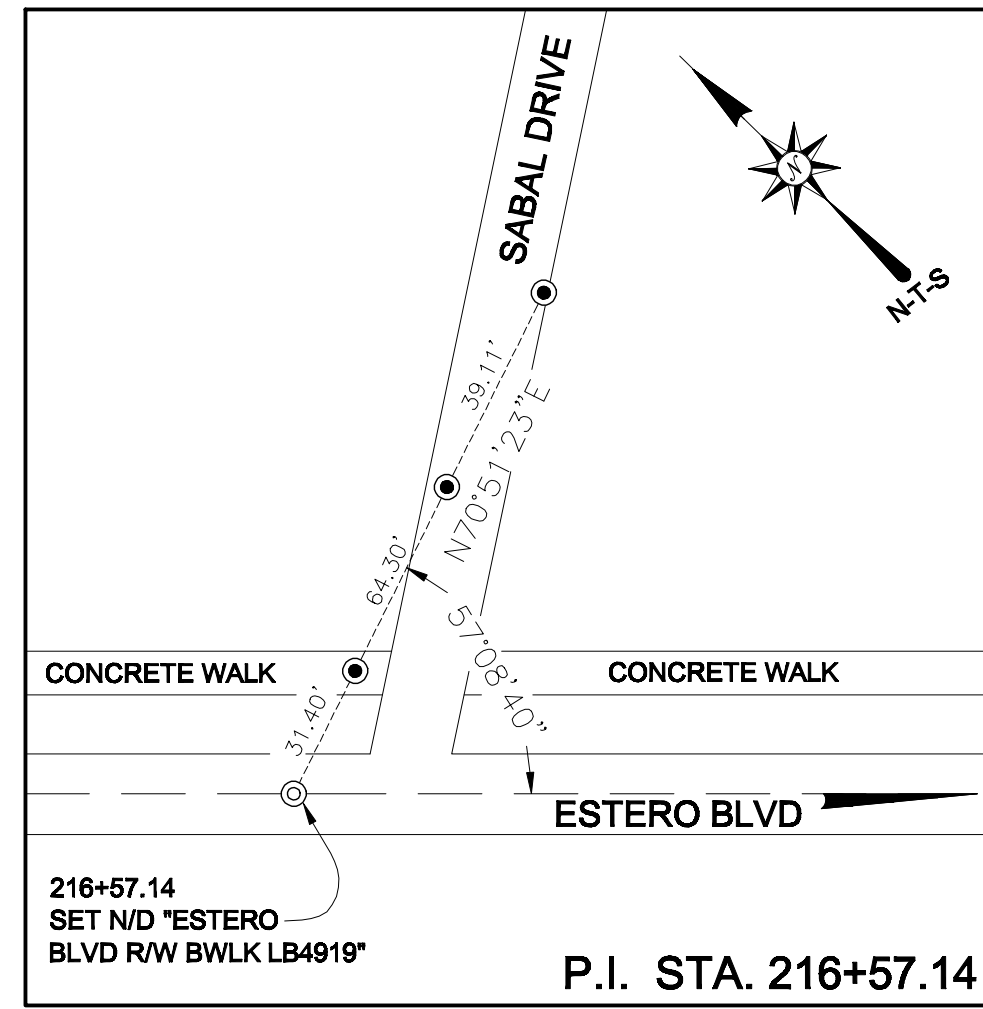 SABAL DRIVE
N
N-T-S
39.11'
N70°51'23"E
64.30'
57°08'40"
CONCRETE WALK
CONCRETE WALK
31.40'
ESTERO BLVD
216+57.14
SET N/D "ESTERO
BLVD R/W BWLK LB4919"
P.I. STA. 216+57.14